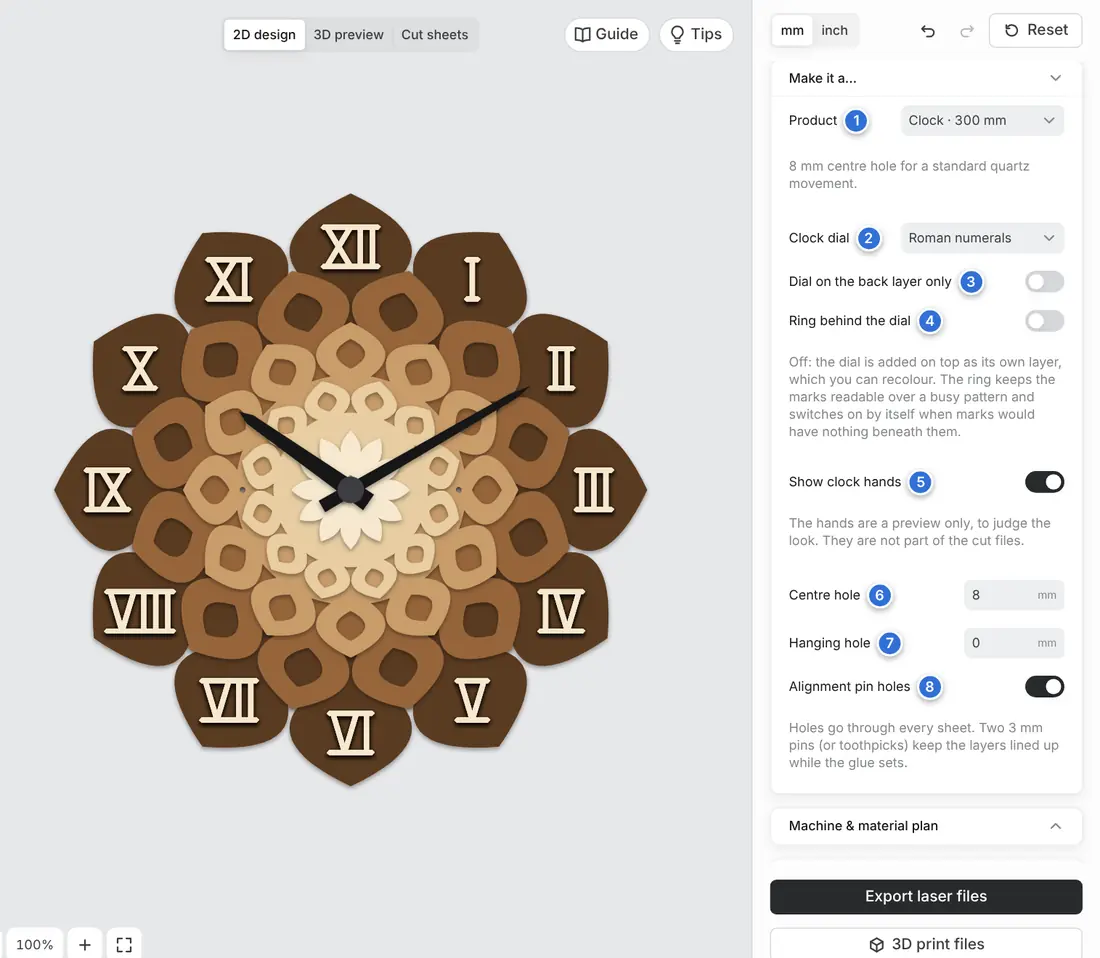 2D design 3D preview Cut sheets Guide Tips
mm inch Reset
Make it a...
Product 1 Clock · 300 mm
8 mm centre hole for a standard quartz
movement.
Clock dial 2 Roman numerals
Dial on the back layer only 3
Ring behind the dial 4
Off: the dial is added on top as its own layer,
which you can recolour. The ring keeps the
marks readable over a busy pattern and
switches on by itself when marks would
have nothing beneath them.
Show clock hands 5
The hands are a preview only, to judge the
look. They are not part of the cut files.
Centre hole 6 8 mm
Hanging hole 7 0 mm
Alignment pin holes 8
Holes go through every sheet. Two 3 mm
pins (or toothpicks) keep the layers lined up
while the glue sets.
Machine & material plan
Export laser files
3D print files
XII
XI I
X II
IX III
VIII IV
VII V
VI
100% +